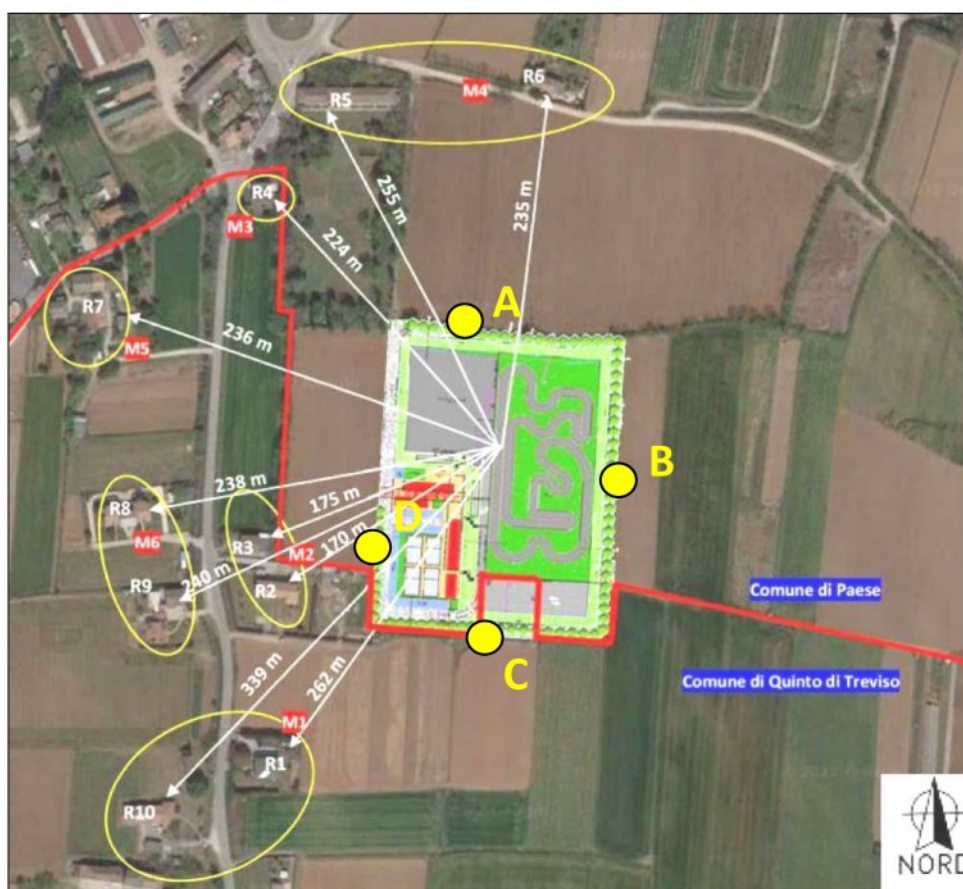 R6
M4
R5
255 m
235 m
R4
224 m
M3
R7
236 m
M5
A
B
238 m
175 m
R8
M6
D
R3
M2
170 m
240 m
R9
R2
Comune di Paese
C
339 m
262 m
Comune di Quinto di Treviso
M1
R1
R10
NORD